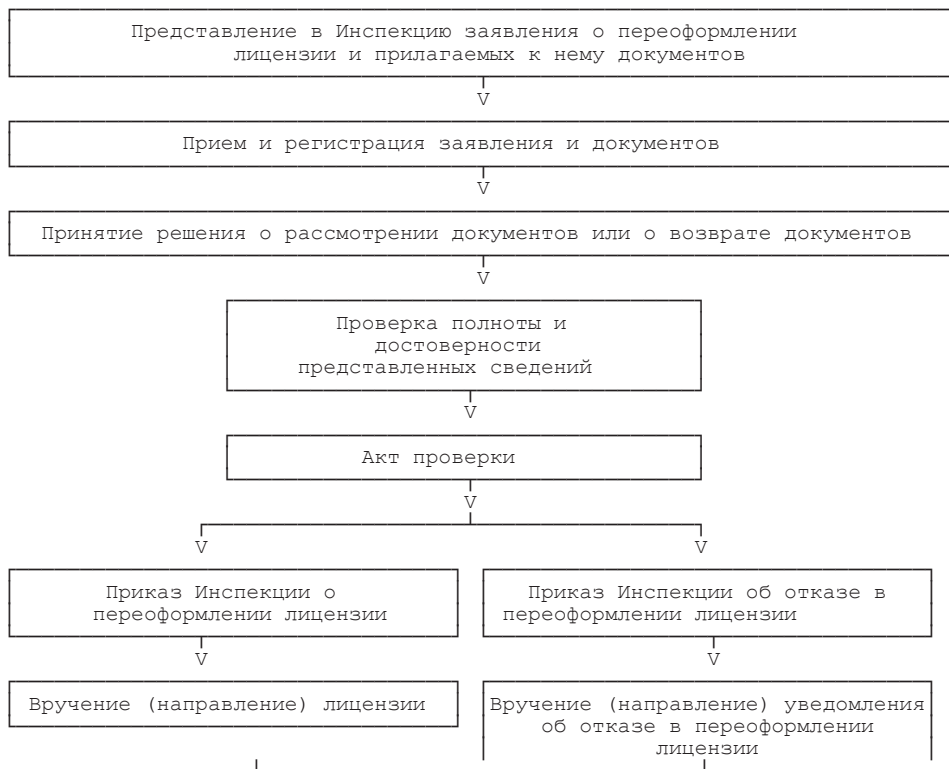 Представление в Инспекцию заявления о переоформлении
лицензии и прилагаемых к нему документов
V
Прием и регистрация заявления и документов
V
Принятие решения о рассмотрении документов или о возврате документов
V
Проверка полноты и
достоверности
представленных сведений
V
Акт проверки
V
V V
Приказ Инспекции о
переоформлении лицензии
Приказ Инспекции об отказе в
переоформлении лицензии
V V
Вручение (направление) лицензии
Вручение (направление) уведомления
об отказе в переоформлении
лицензии